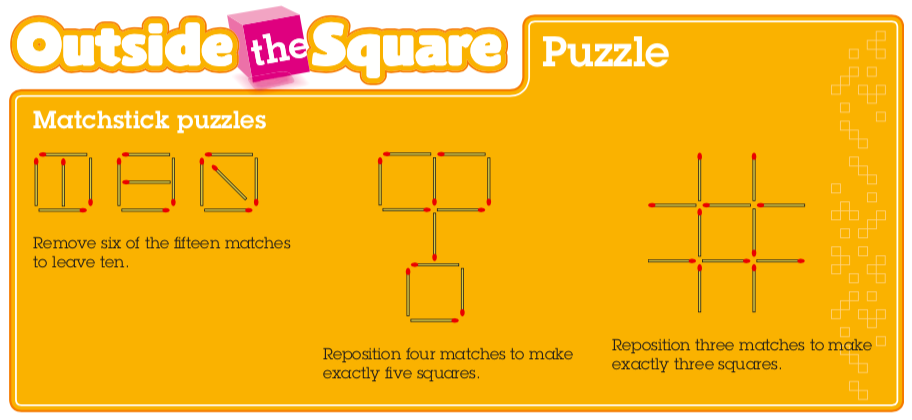 Outside the Square Puzzle
Matchstick puzzles
Remove six of the fifteen matches
to leave ten.
Reposition four matches to make
exactly five squares.
Reposition three matches to make
exactly three squares.